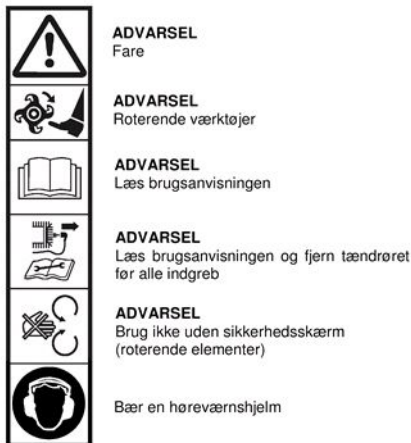 ADVARSEL
Fare
ADVARSEL
Roterende værktøjer
ADVARSEL
Læs brugsanvisningen
ADVARSEL
Læs brugsanvisningen og fjern tændrøret
før alle indgreb
ADVARSEL
Brug ikke uden sikkerhedsskærm
(roterende elementer)
Bær en høreværnshjelm